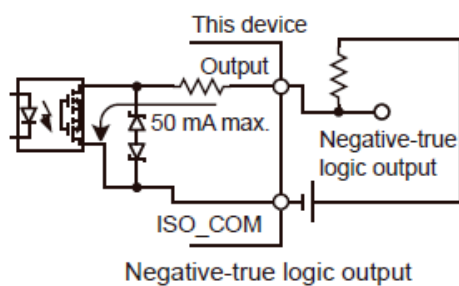 This device
Output
50 mA max.
Negative-true
logic output
ISO_COM
Negative-true logic output